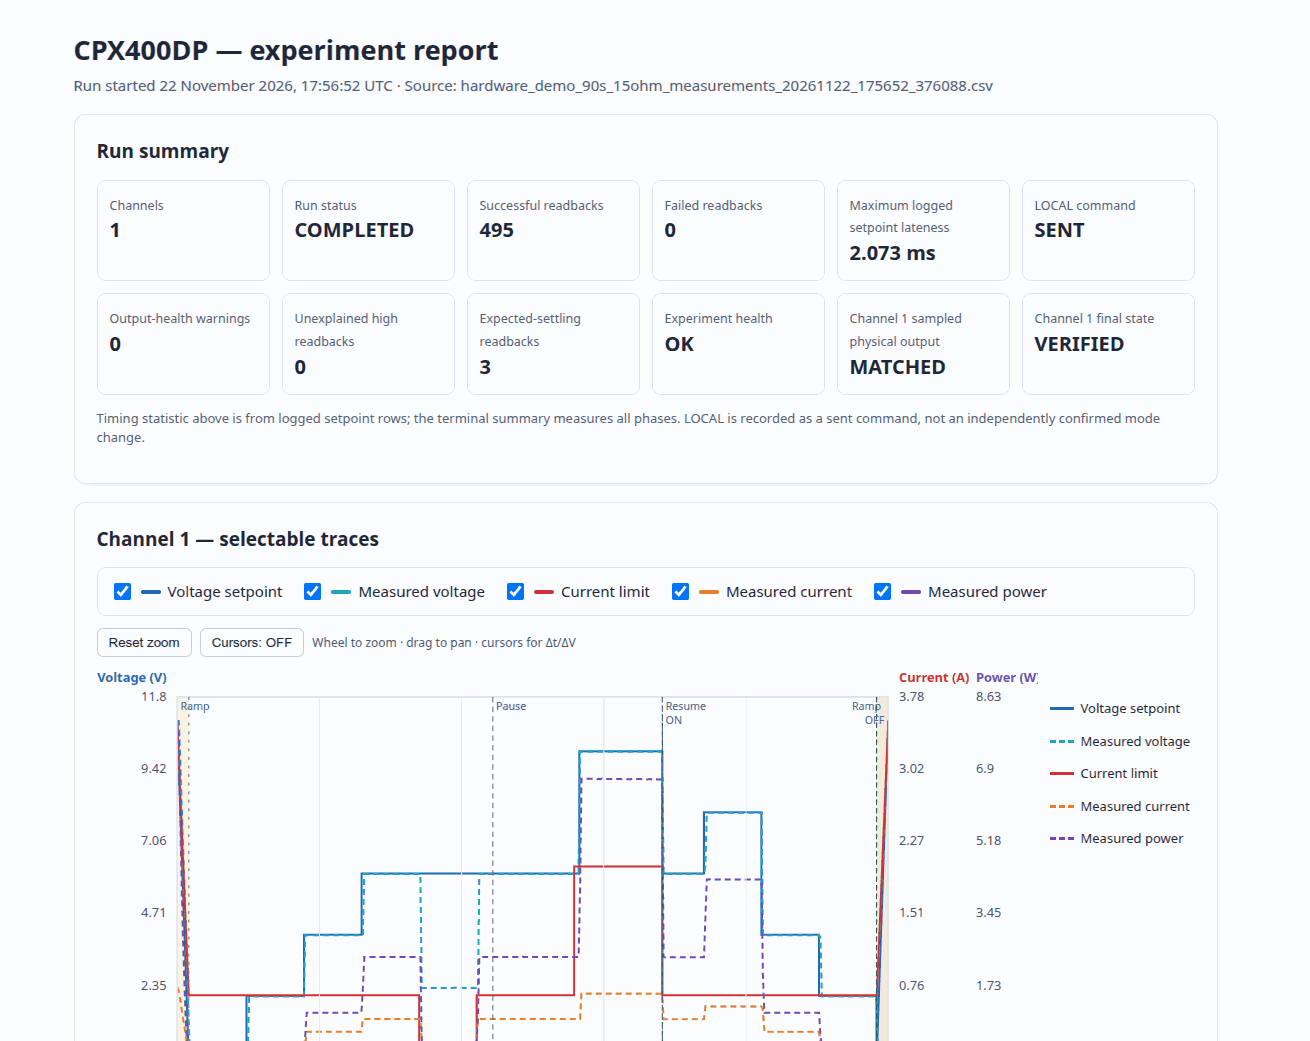 CPX400DP — experiment report
Run started 22 November 2026, 17:56:52 UTC · Source: hardware_demo_90s_15ohm_measurements_20261122_175652_376088.csv
Run summary
Channels
1
Run status
COMPLETED
Successful readbacks
495
Failed readbacks
0
Maximum logged
setpoint lateness
2.073 ms
LOCAL command
SENT
Output-health warnings
0
Unexplained high
readbacks
0
Expected-settling
readbacks
3
Experiment health
OK
Channel 1 sampled
physical output
MATCHED
Channel 1 final state
VERIFIED
Timing statistic above is from logged setpoint rows; the terminal summary measures all phases. LOCAL is recorded as a sent command, not an independently confirmed mode
change.
Channel 1 — selectable traces
Voltage setpoint
Measured voltage
Current limit
Measured current
Measured power
Reset zoom
Cursors: OFF
Wheel to zoom · drag to pan · cursors for Δt/ΔV
Voltage (V)
Current (A)
Power (W)
11.8
9.42
7.06
4.71
2.35
Ramp
Pause
Resume
ON
Ramp
OFF
3.78
3.02
2.27
1.51
0.76
8.63
6.9
5.18
3.45
1.73
Voltage setpoint
Measured voltage
Current limit
Measured current
Measured power